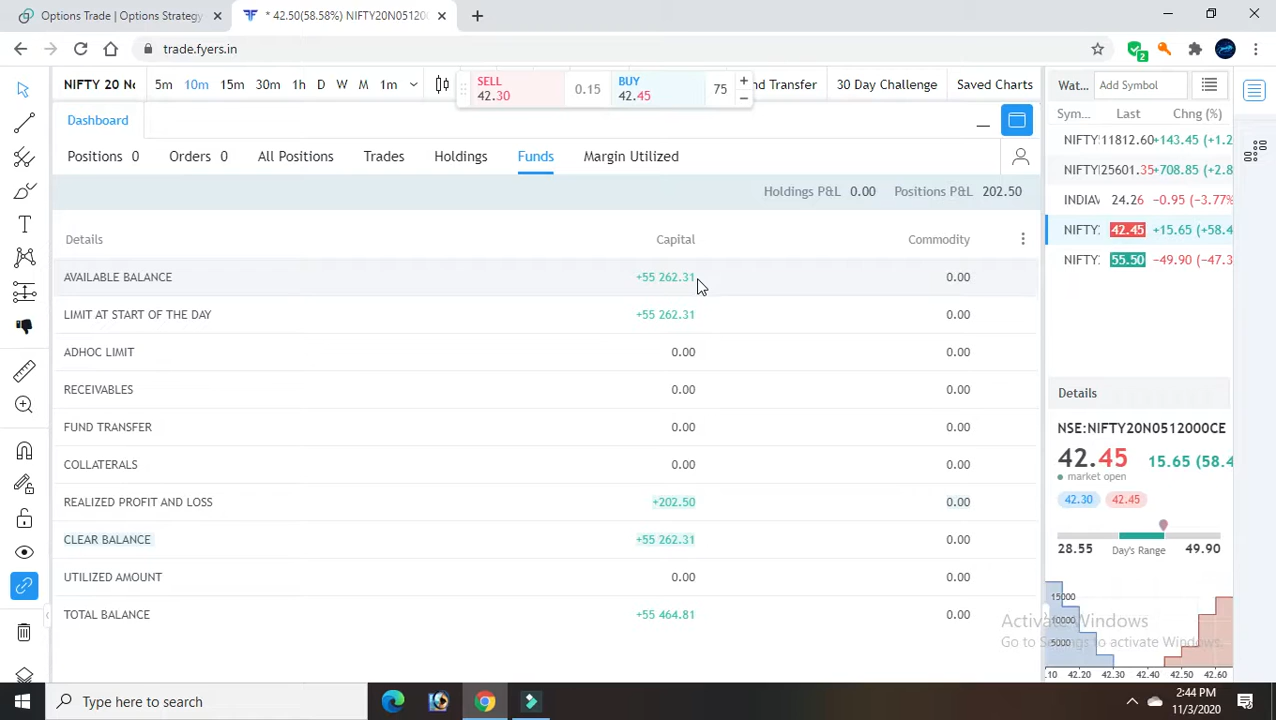 Options Trade | Options Strategy
* 42.50(58.58%) NIFTY20N05120
trade.fyers.in
2
NIFTY 20 No 5m 10m 15m 30m 1h D W M 1m
SELL
42.30
0.15
BUY
42.45
75
nd Transfer 30 Day Challenge Saved Charts
Wat... Add Symbol
Dashboard
Sym... Last Chng (%)
NIFTY 11812.60 +143.45 (+1.2
Positions 0 Orders 0 All Positions Trades Holdings Funds Margin Utilized
NIFTY 25601.35 +708.85 (+2.8
Holdings P&L 0.00 Positions P&L 202.50
INDIAV 24.26 −0.95 (−3.77%
NIFTY: 42.45 +15.65 (+58.4
NIFTY: 55.50 −49.90 (−47.3
Details Capital Commodity
AVAILABLE BALANCE +55 262.31 0.00
LIMIT AT START OF THE DAY +55 262.31 0.00
ADHOC LIMIT 0.00 0.00
RECEIVABLES 0.00 0.00
FUND TRANSFER 0.00 0.00
COLLATERALS 0.00 0.00
REALIZED PROFIT AND LOSS +202.50 0.00
CLEAR BALANCE +55 262.31 0.00
UTILIZED AMOUNT 0.00 0.00
TOTAL BALANCE +55 464.81 0.00
Details
NSE:NIFTY20N0512000CE
42.45 15.65 (58.4
market open
42.30 42.45
28.55 Day's Range 49.90
15000
10000
5000
.10 42.20 42.30 42.40 42.50 42.60
Activate Windows
Go to Settings to activate Windows.
Type here to search
2:44 PM
11/3/2020